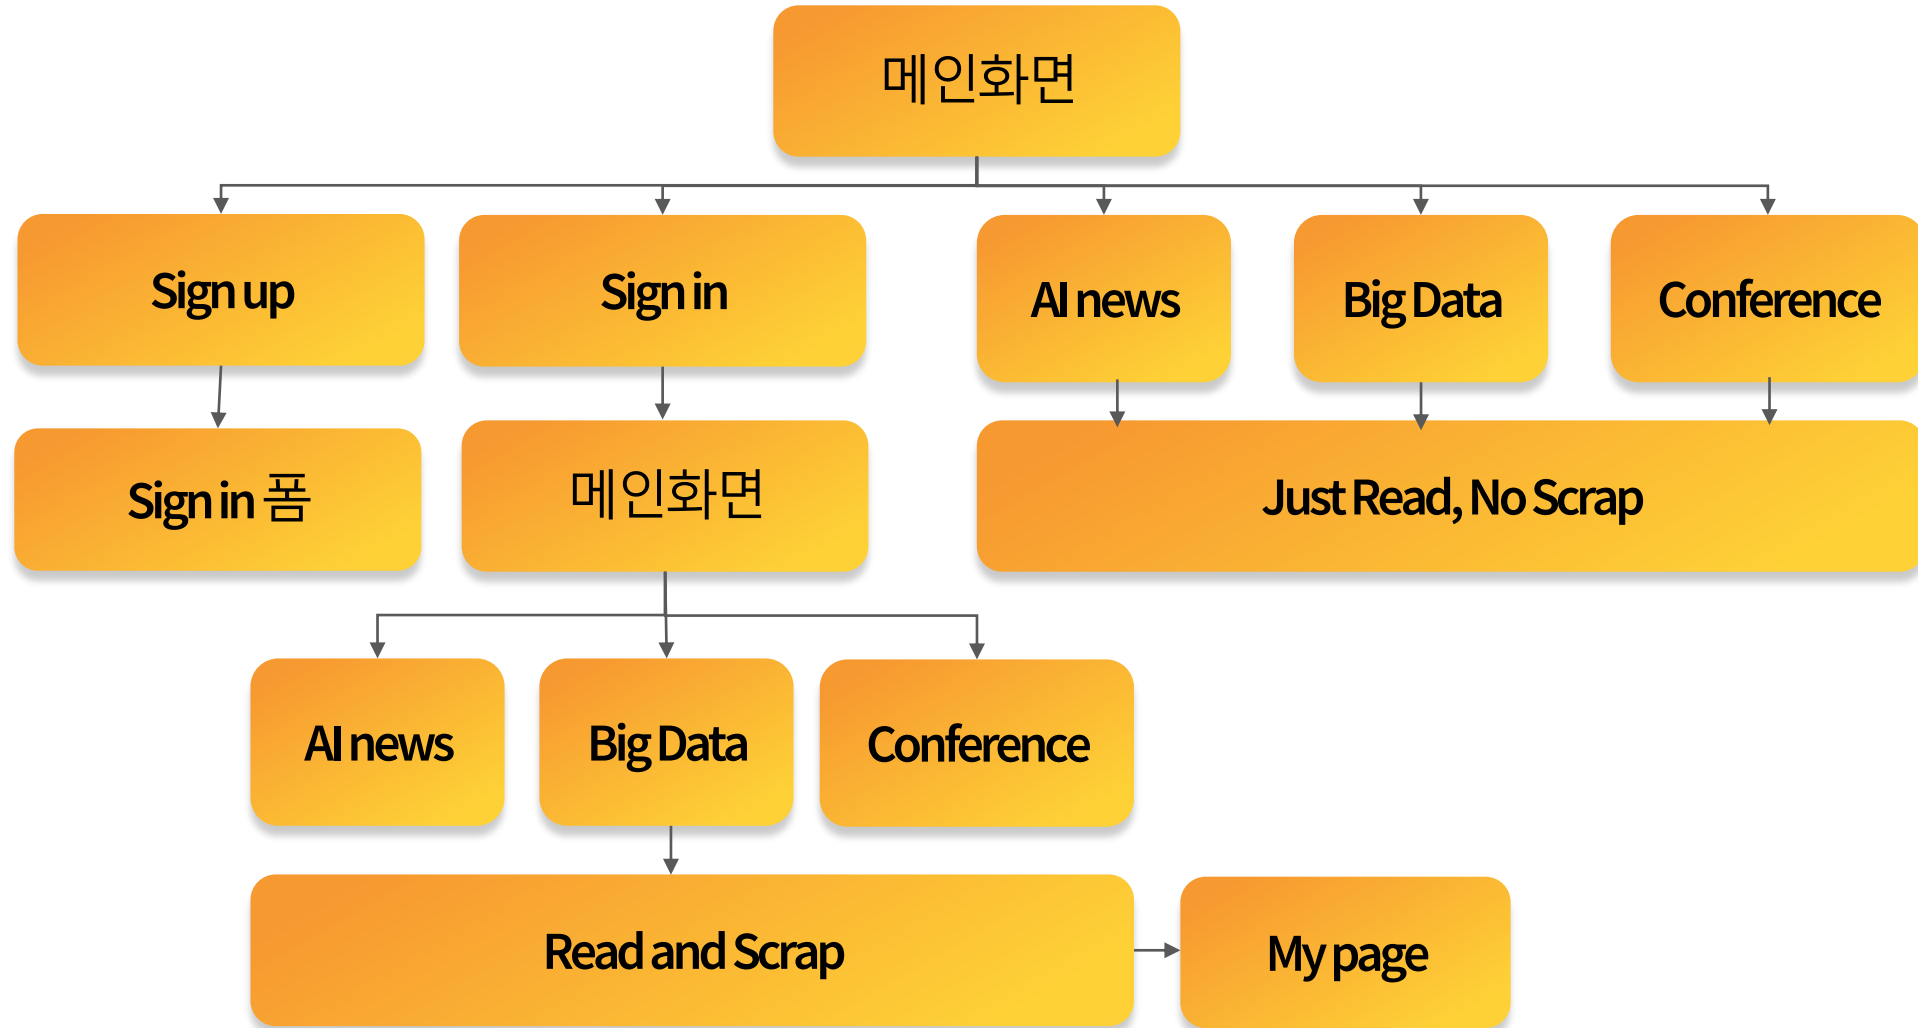 메인화면
Sign up
Sign in
AI news
Big Data
Conference
Sign in 폼
메인화면
Just Read, No Scrap
AI news
Big Data
Conference
Read and Scrap
My page